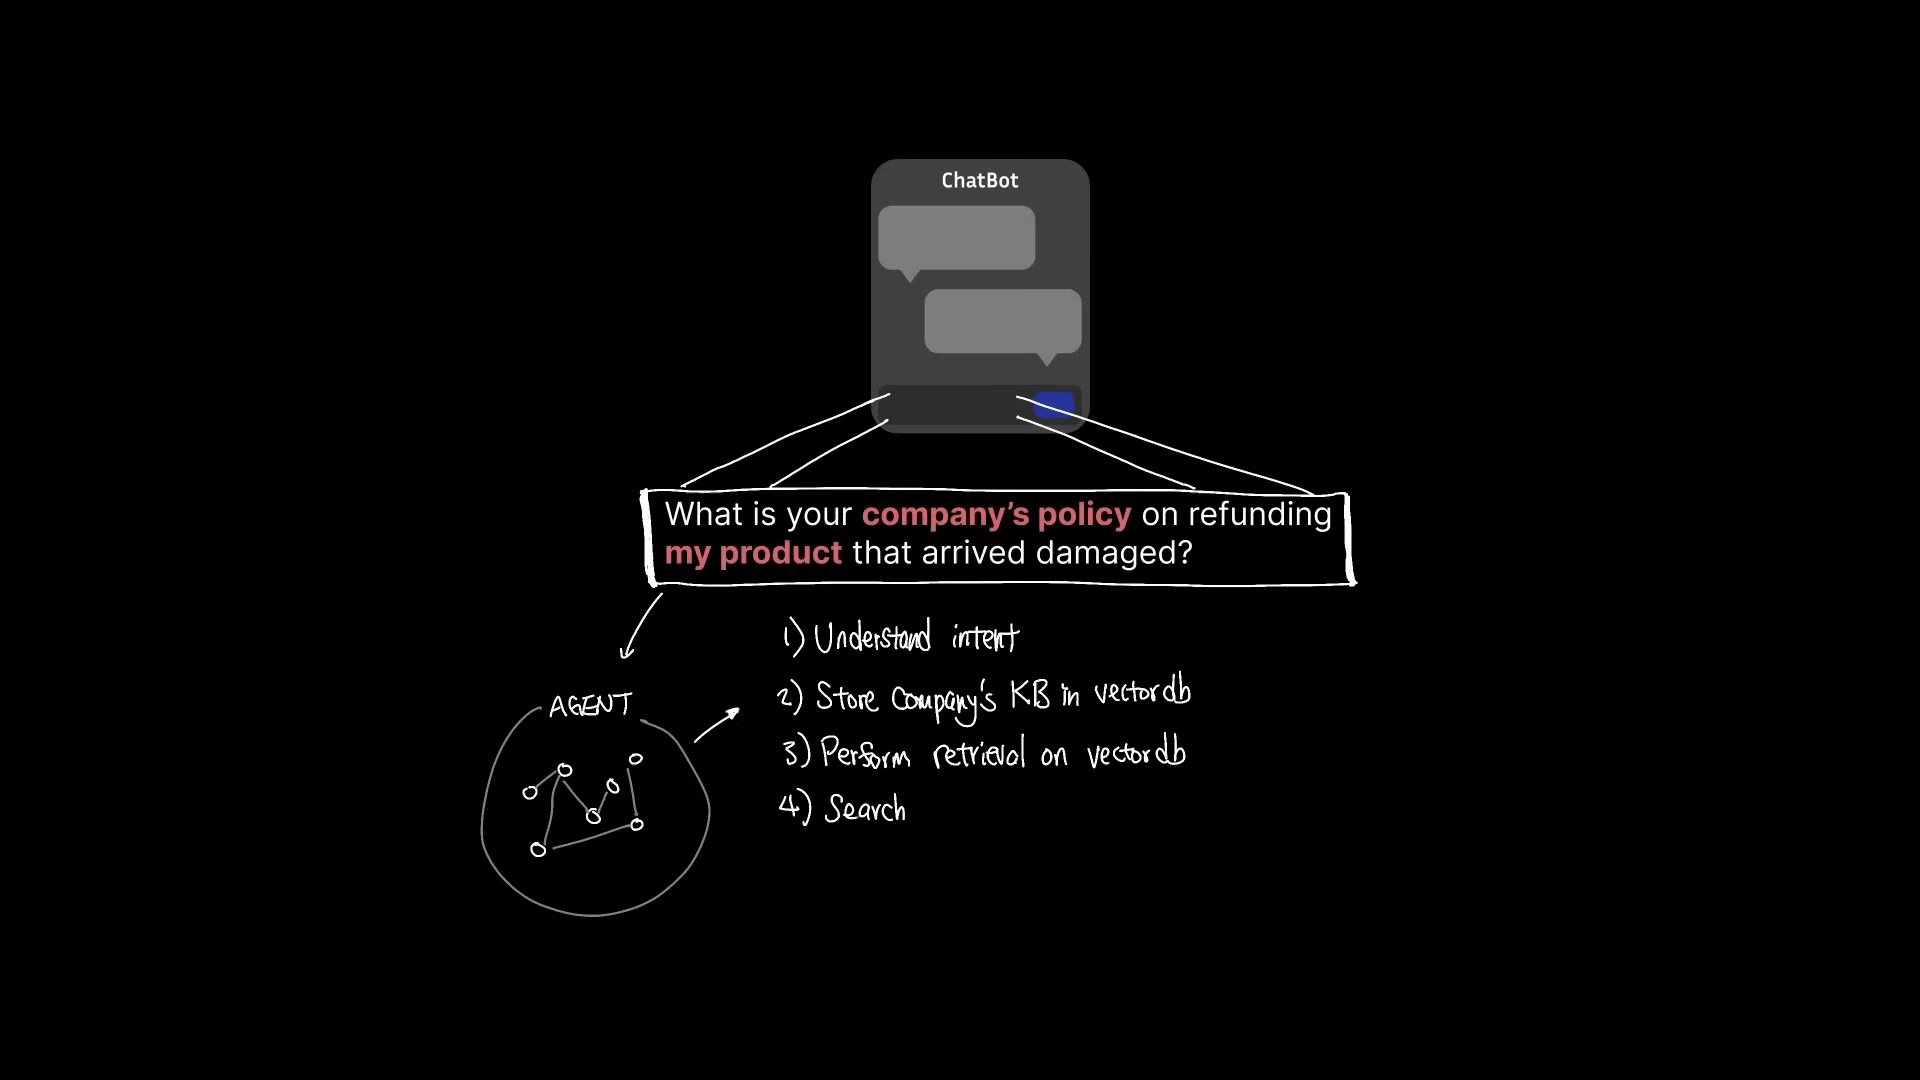 ChatBot
What is your company’s policy on refunding
my product that arrived damaged?
1) Understand intent
2) Store Company's KB in vectordb
AGENT
3) Perform retrieval on vectordb
4) Search